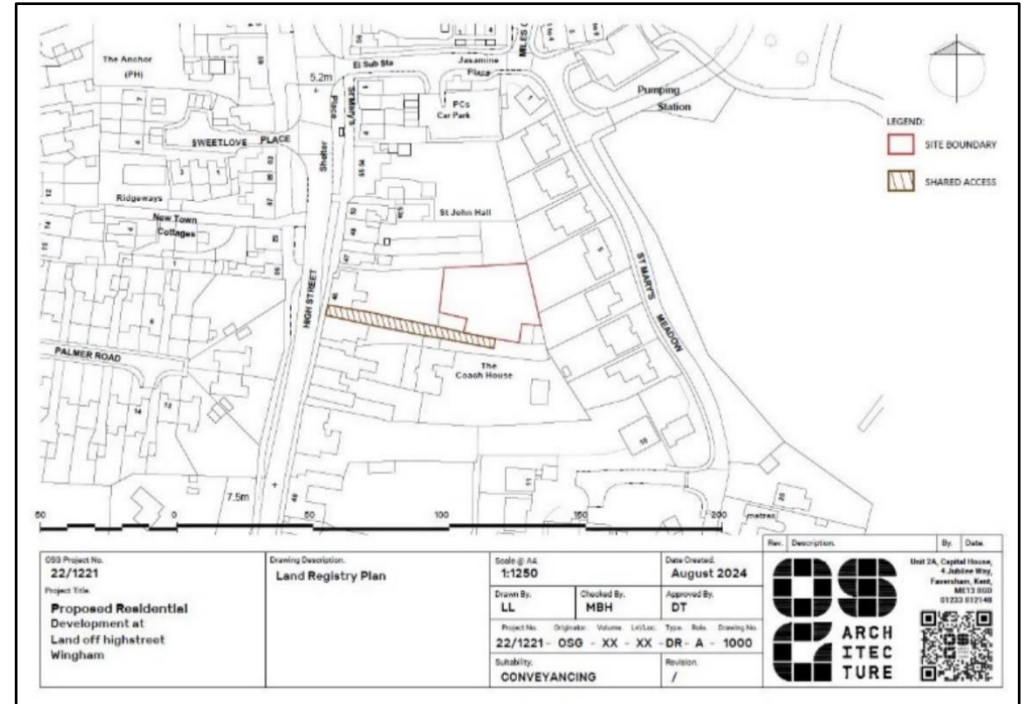 The Anchor
(PH)
El Sub Sta
Jasamine
Plaza
MILES C
5.2m
St Mary's
Place
Shelter
PCs
Car Park
Pumping
Station
SWEETLOVE PLACE
Ridgeways
New Town
Cottages
St John Hall
HIGH STREET
ST MARY'S
MEADOW
PALMER ROAD
The
Coach House
7.5m
LEGEND:
SITE BOUNDARY
SHARED ACCESS
50 0 50 100 150 200 metres
OSG Project No.
22/1221
Project Title.
Proposed Residential
Development at
Land off highstreet
Wingham
Drawing Description.
Land Registry Plan
Scale @ A4
1:1250
Date Created.
August 2024
Drawn By.
LL
Checked By.
MBH
Approved By.
DT
Project No. Originator. Volume. Lvl/Loc. Type. Role. Drawing No.
22/1221 - OSG - XX - XX - DR - A - 1000
Suitability.
CONVEYANCING
Revision.
/
Rev. Description. By. Date.
OSG
ARCH
ITEC
TURE
Unit 2A, Capital House,
4 Jubilee Way,
Faversham, Kent,
ME13 8GD
01233 812148